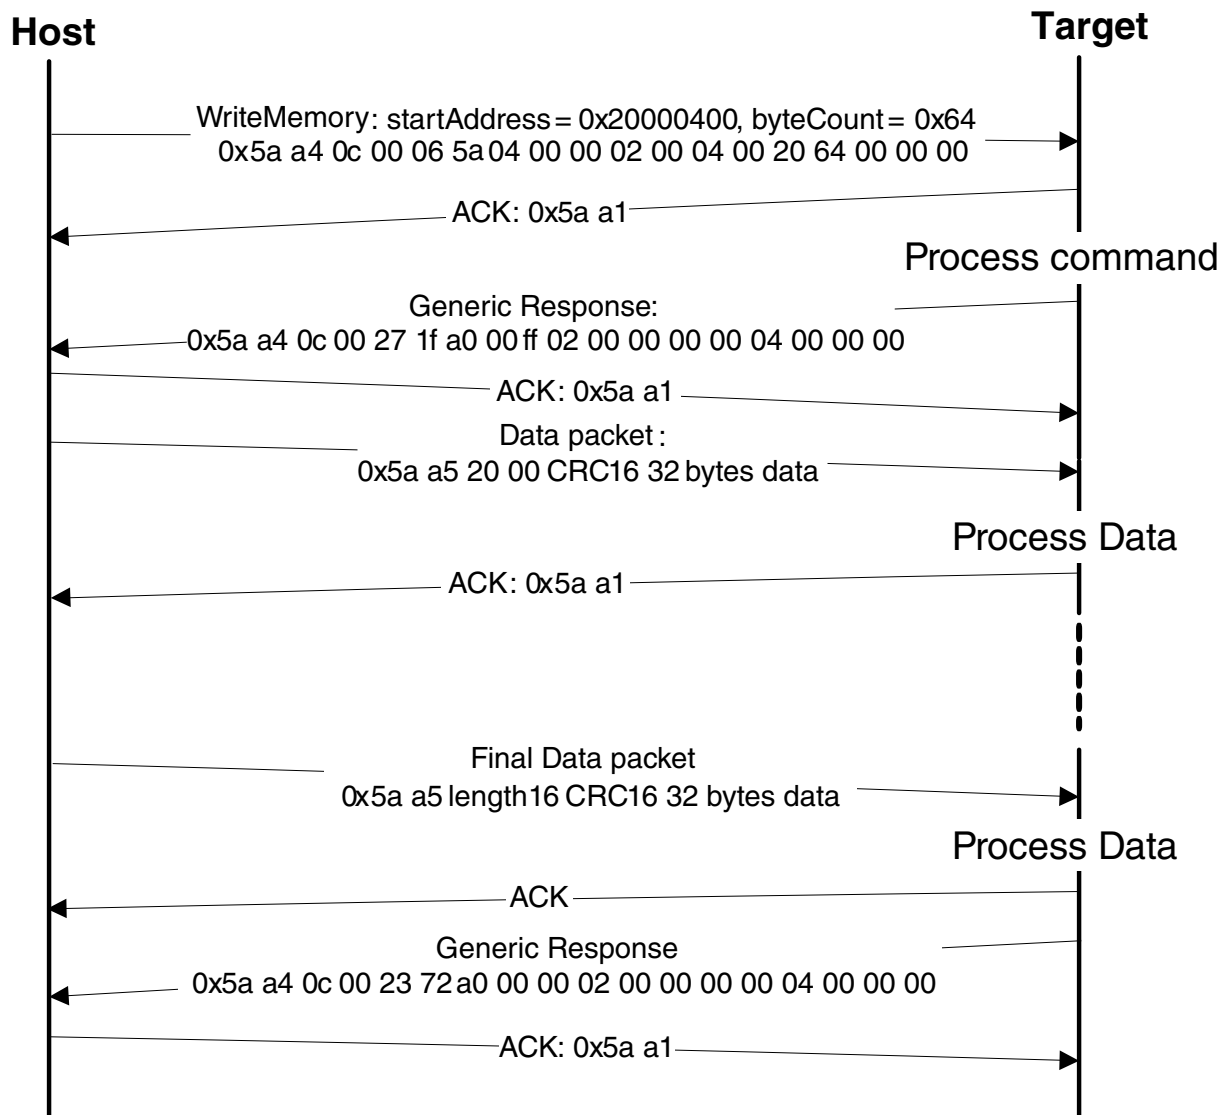 Host
Target
WriteMemory: startAddress = 0x20000400, byteCount = 0x64
0x5a a4 0c 00 06 5a 04 00 00 02 00 04 00 20 64 00 00 00
ACK: 0x5a a1
Process command
Generic Response:
0x5a a4 0c 00 27 1f a0 00 ff 02 00 00 00 00 04 00 00 00
ACK: 0x5a a1
Data packet:
0x5a a5 20 00 CRC16 32 bytes data
Process Data
ACK: 0x5a a1
Final Data packet
0x5a a5 length16 CRC16 32 bytes data
Process Data
ACK
Generic Response
0x5a a4 0c 00 23 72 a0 00 00 02 00 00 00 00 04 00 00 00
ACK: 0x5a a1